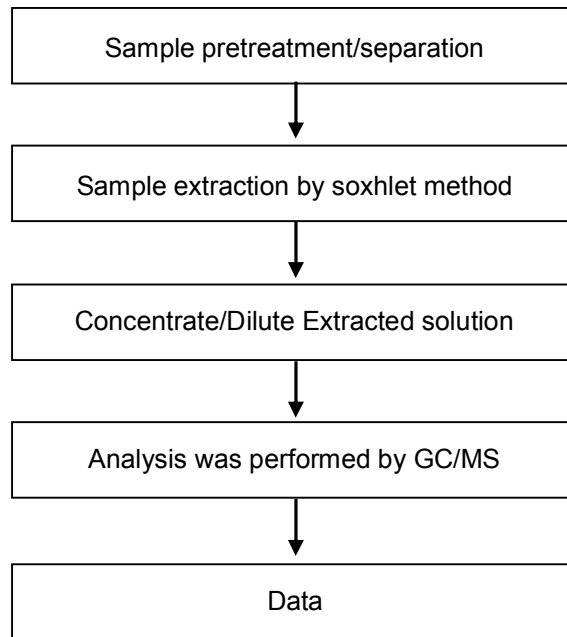 Sample pretreatment/separation
Sample extraction by soxhlet method
Concentrate/Dilute Extracted solution
Analysis was performed by GC/MS
Data